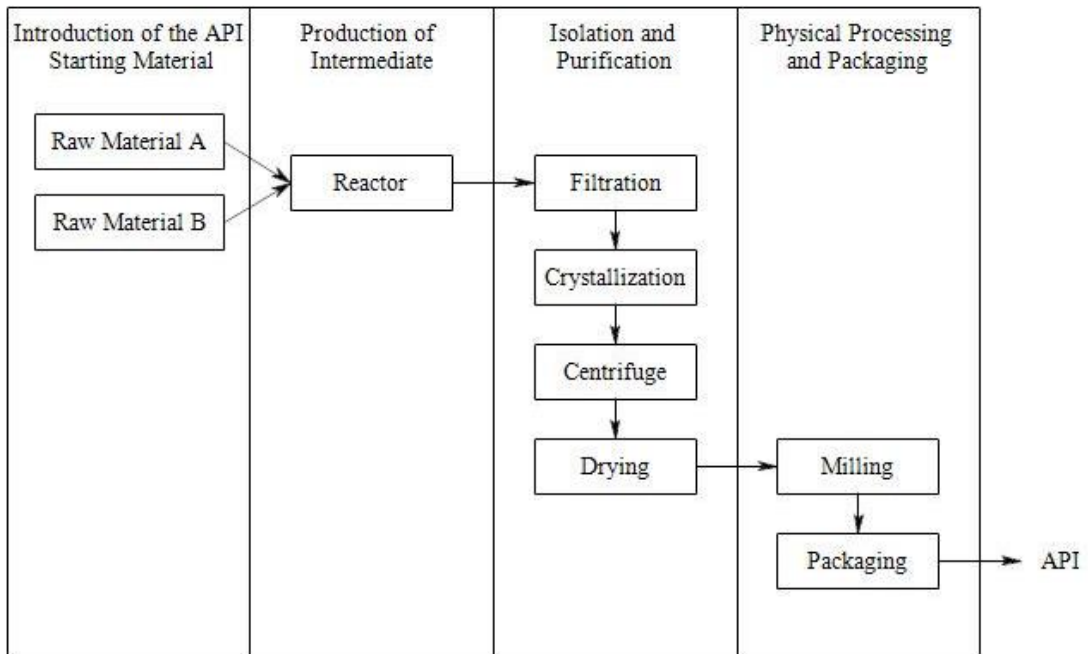 Introduction of the API
Starting Material
Production of
Intermediate
Isolation and
Purification
Physical Processing
and Packaging
Raw Material A
Raw Material B
Reactor
Filtration
Crystallization
Centrifuge
Drying
Milling
Packaging
API